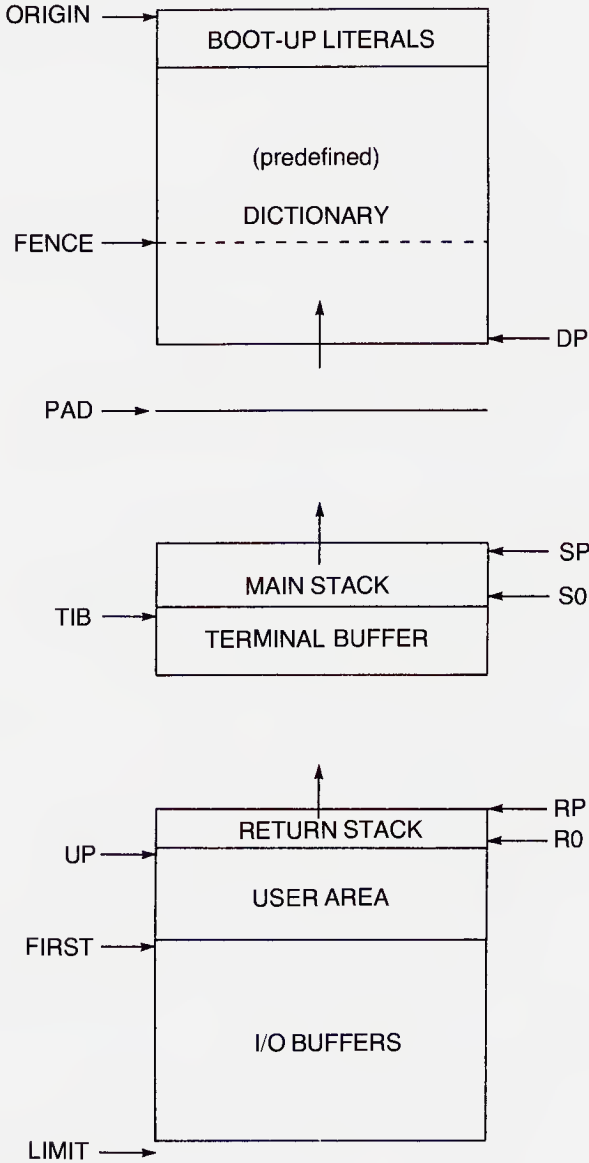 ORIGIN
BOOT-UP LITERALS
(predefined)
DICTIONARY
FENCE
DP
PAD
SP
MAIN STACK
S0
TIB
TERMINAL BUFFER
RP
RETURN STACK
R0
UP
USER AREA
FIRST
I/O BUFFERS
LIMIT